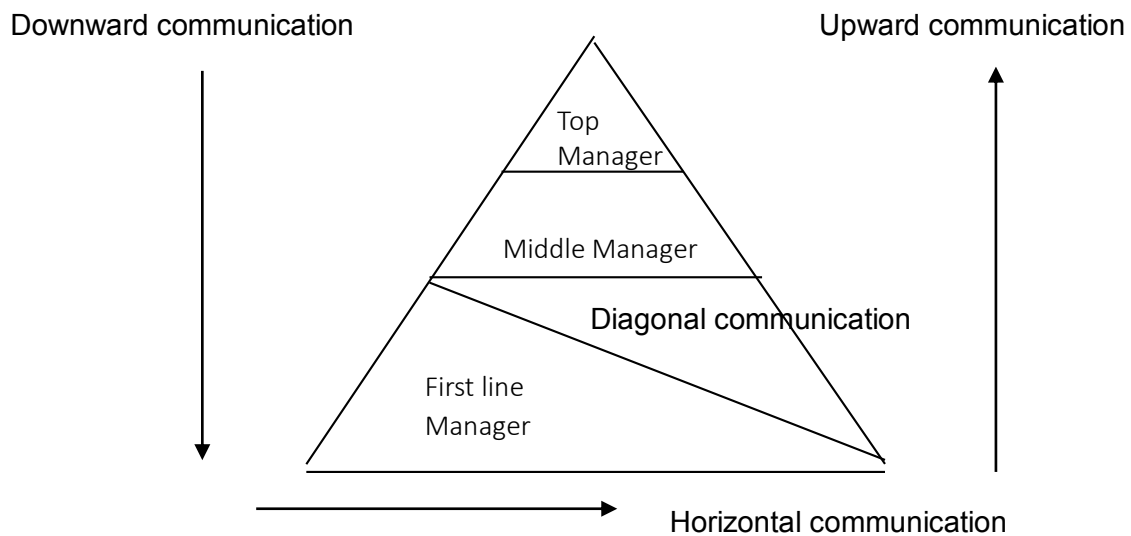 Downward communication
Upward communication
Top
Manager
Middle Manager
Diagonal communication
First line
Manager
Horizontal communication